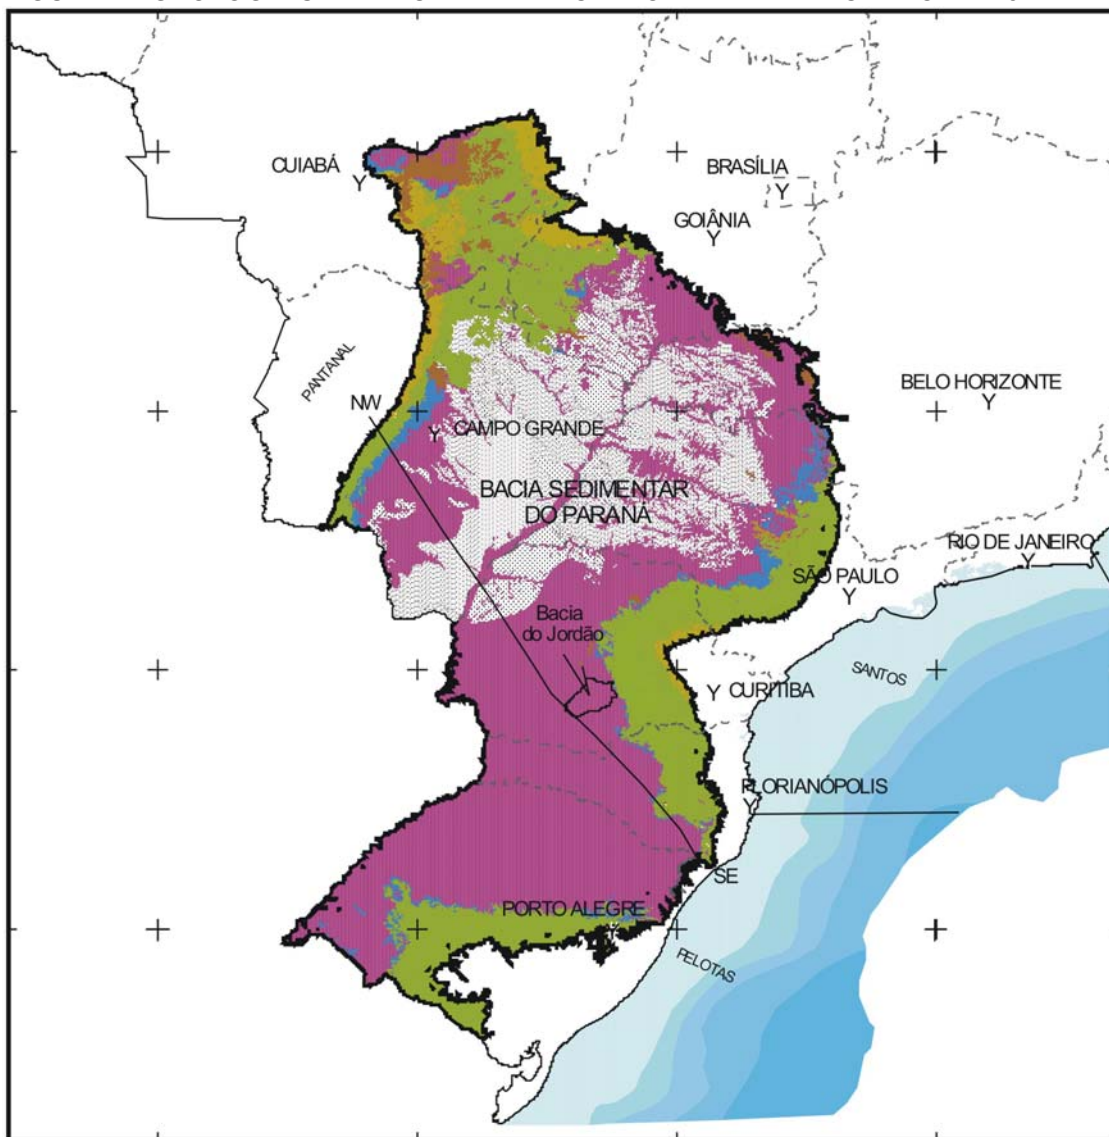 CUIABÁ
Y
BRASÍLIA
Y
GOIÂNIA
Y
PANTANAL
BELO HORIZONTE
Y
NW
Y CAMPO GRANDE
BACIA SEDIMENTAR
DO PARANÁ
RIO DE JANEIRO
Y
SÃO PAULO
Y
Bacia
do Jordão
SANTOS
Y CURITIBA
FLORIANÓPOLIS
Y
SE
PORTO ALEGRE
PELOTAS